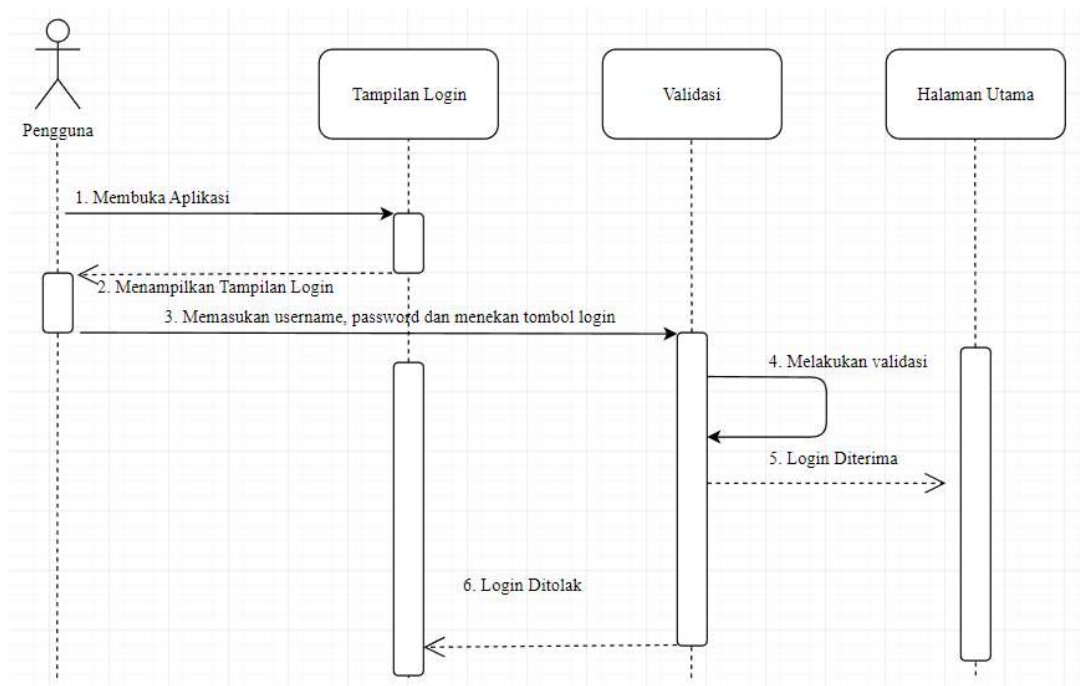 Pengguna
Tampilan Login
Validasi
Halaman Utama
1. Membuka Aplikasi
2. Menampilkan Tampilan Login
3. Memasukan username, password dan menekan tombol login
4. Melakukan validasi
5. Login Diterima
6. Login Ditolak